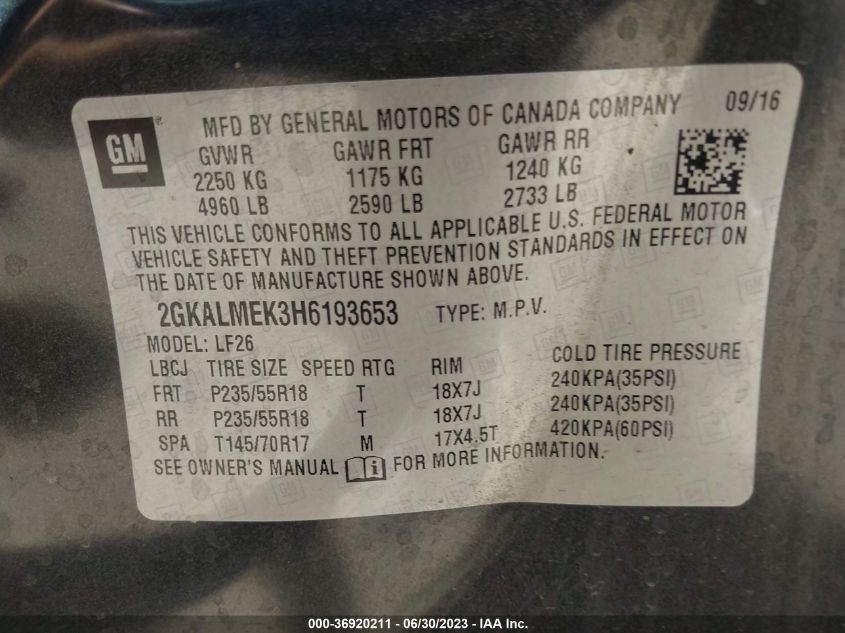 GM
MFD BY GENERAL MOTORS OF CANADA COMPANY 09/16
GVWR GAWR FRT GAWR RR
2250 KG 1175 KG 1240 KG
4960 LB 2590 LB 2733 LB
THIS VEHICLE CONFORMS TO ALL APPLICABLE U.S. FEDERAL MOTOR
VEHICLE SAFETY AND THEFT PREVENTION STANDARDS IN EFFECT ON
THE DATE OF MANUFACTURE SHOWN ABOVE.
2GKALMEK3H6193653 TYPE: M.P.V.
MODEL: LF26
LBCJ TIRE SIZE SPEED RTG RIM COLD TIRE PRESSURE
FRT P235/55R18 T 18X7J 240KPA(35PSI)
RR P235/55R18 T 18X7J 240KPA(35PSI)
SPA T145/70R17 M 17X4.5T 420KPA(60PSI)
SEE OWNER'S MANUAL FOR MORE INFORMATION.
000-36920211 - 06/30/2023 - IAA Inc.